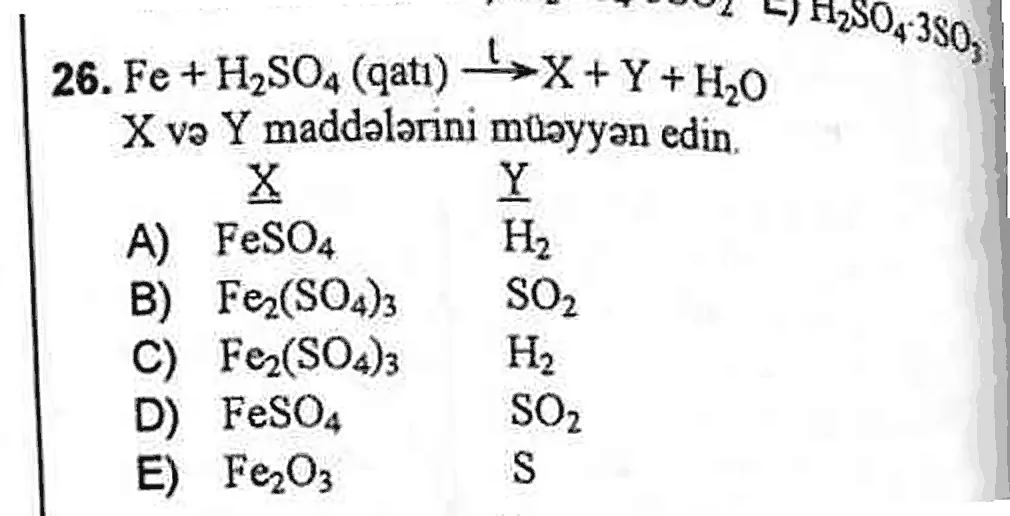 E) H₂SO₄·3SO₃
26. Fe + H₂SO₄ (qatı) —t→ X + Y + H₂O
X və Y maddələrini müəyyən edin.
X Y
A) FeSO₄ H₂
B) Fe₂(SO₄)₃ SO₂
C) Fe₂(SO₄)₃ H₂
D) FeSO₄ SO₂
E) Fe₂O₃ S